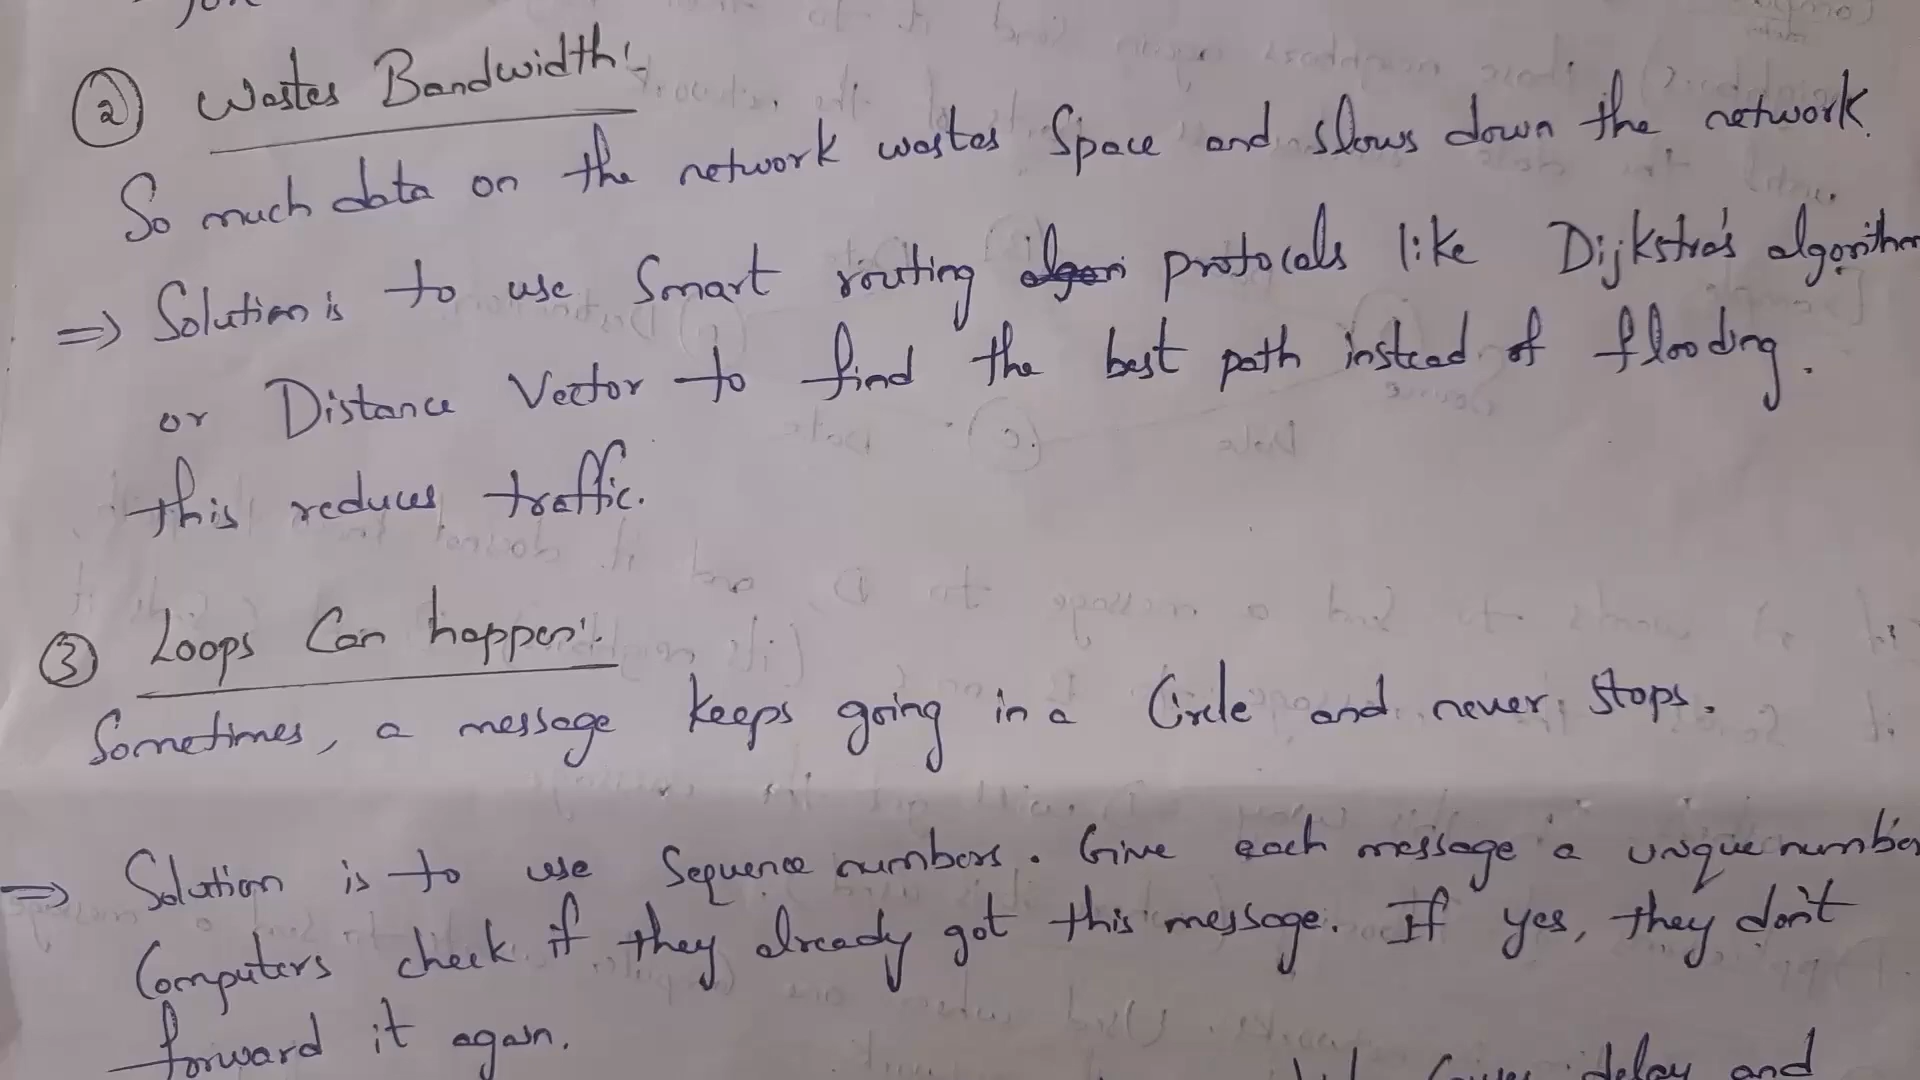 ② Wastes Bandwidth:-
So much data on the network wastes Space and slows down the network.
=> Solution is to use Smart routing protocols like Dijkstra's algorithm
or Distance Vector to find the best path instead of flooding.
this reduces traffic.
③ Loops Can happen:-
Sometimes, a message keeps going in a Circle and never stops.
=> Solution is to use Sequence numbers. Give each message a unique number
Computers check if they already got this message. If yes, they don't
forward it again.
delay and